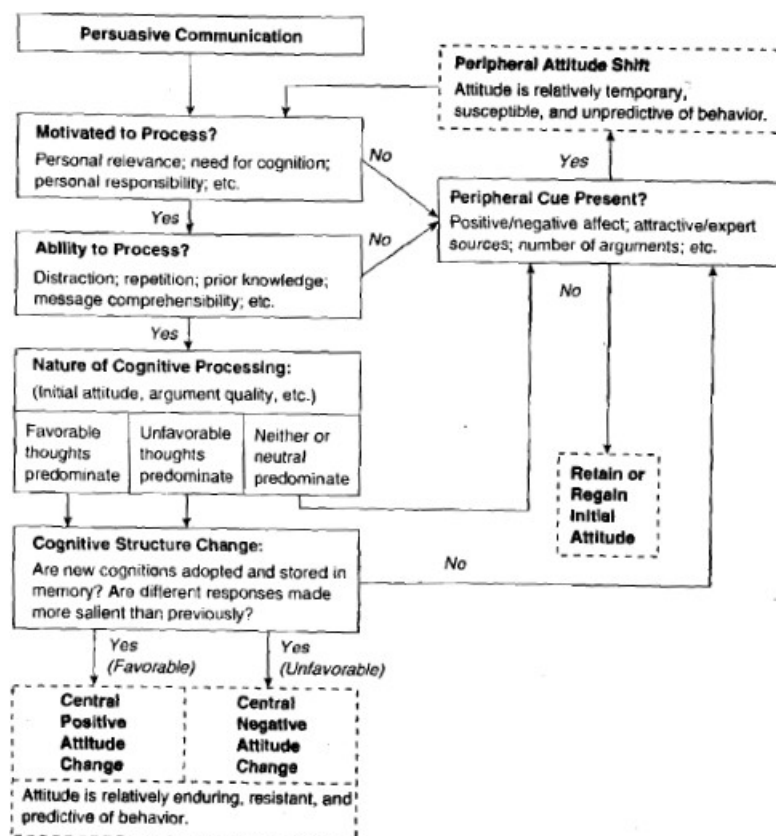 Persuasive Communication
Peripheral Attitude Shift
Attitude is relatively temporary,
susceptible, and unpredictive of behavior.
Motivated to Process?
Personal relevance; need for cognition;
personal responsibility; etc.
No
Yes
Peripheral Cue Present?
Positive/negative affect; attractive/expert
sources; number of arguments; etc.
Yes
No
Ability to Process?
Distraction; repetition; prior knowledge;
message comprehensibility; etc.
No
Yes
Nature of Cognitive Processing:
(Initial attitude, argument quality, etc.)
Favorable
thoughts
predominate
Unfavorable
thoughts
predominate
Neither or
neutral
predominate
Retain or
Regain
Initial
Attitude
Cognitive Structure Change:
Are new cognitions adopted and stored in
memory? Are different responses made
more salient than previously?
No
Yes
(Favorable)
Yes
(Unfavorable)
Central
Positive
Attitude
Change
Central
Negative
Attitude
Change
Attitude is relatively enduring, resistant, and
predictive of behavior.